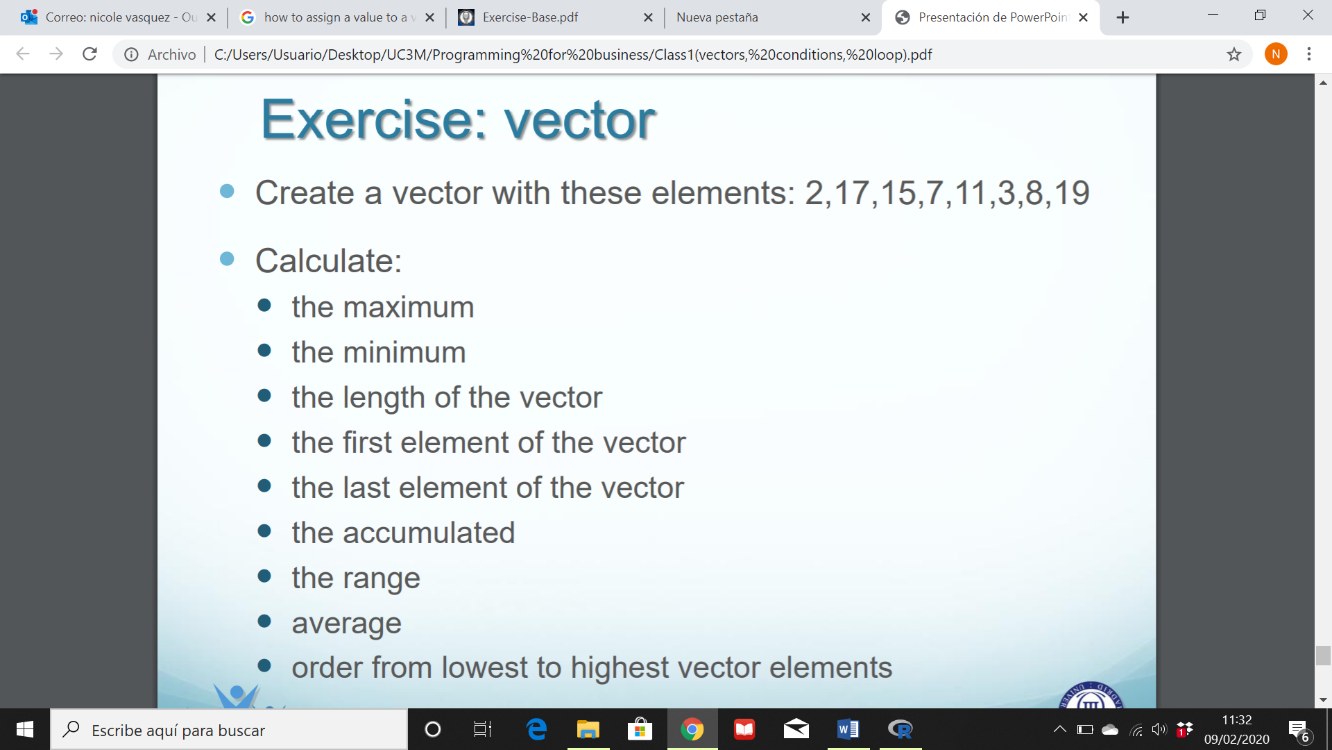 Correo: nicole vasquez - Ou
how to assign a value to a v
Exercise-Base.pdf
Nueva pestaña
Presentación de PowerPoin
Archivo
C:/Users/Usuario/Desktop/UC3M/Programming%20for%20business/Class1(vectors,%20conditions,%20loop).pdf
N
Exercise: vector
Create a vector with these elements: 2,17,15,7,11,3,8,19
Calculate:
the maximum
the minimum
the length of the vector
the first element of the vector
the last element of the vector
the accumulated
the range
average
order from lowest to highest vector elements
Escribe aquí para buscar
11:32
09/02/2020
6